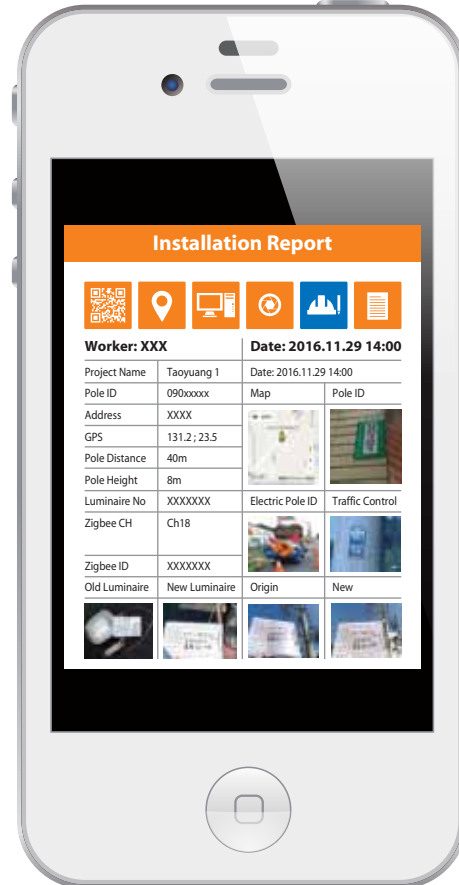 Installation Report
Worker: XXX Date: 2016.11.29 14:00
Project Name Taoyuang 1 Date: 2016.11.29 14:00
Pole ID 090xxxxx Map Pole ID
Address XXXX
GPS 131.2 ; 23.5
Pole Distance 40m
Pole Height 8m
Luminaire No XXXXXXX Electric Pole ID Traffic Control
Zigbee CH Ch18
Zigbee ID XXXXXXX
Old Luminaire New Luminaire Origin New